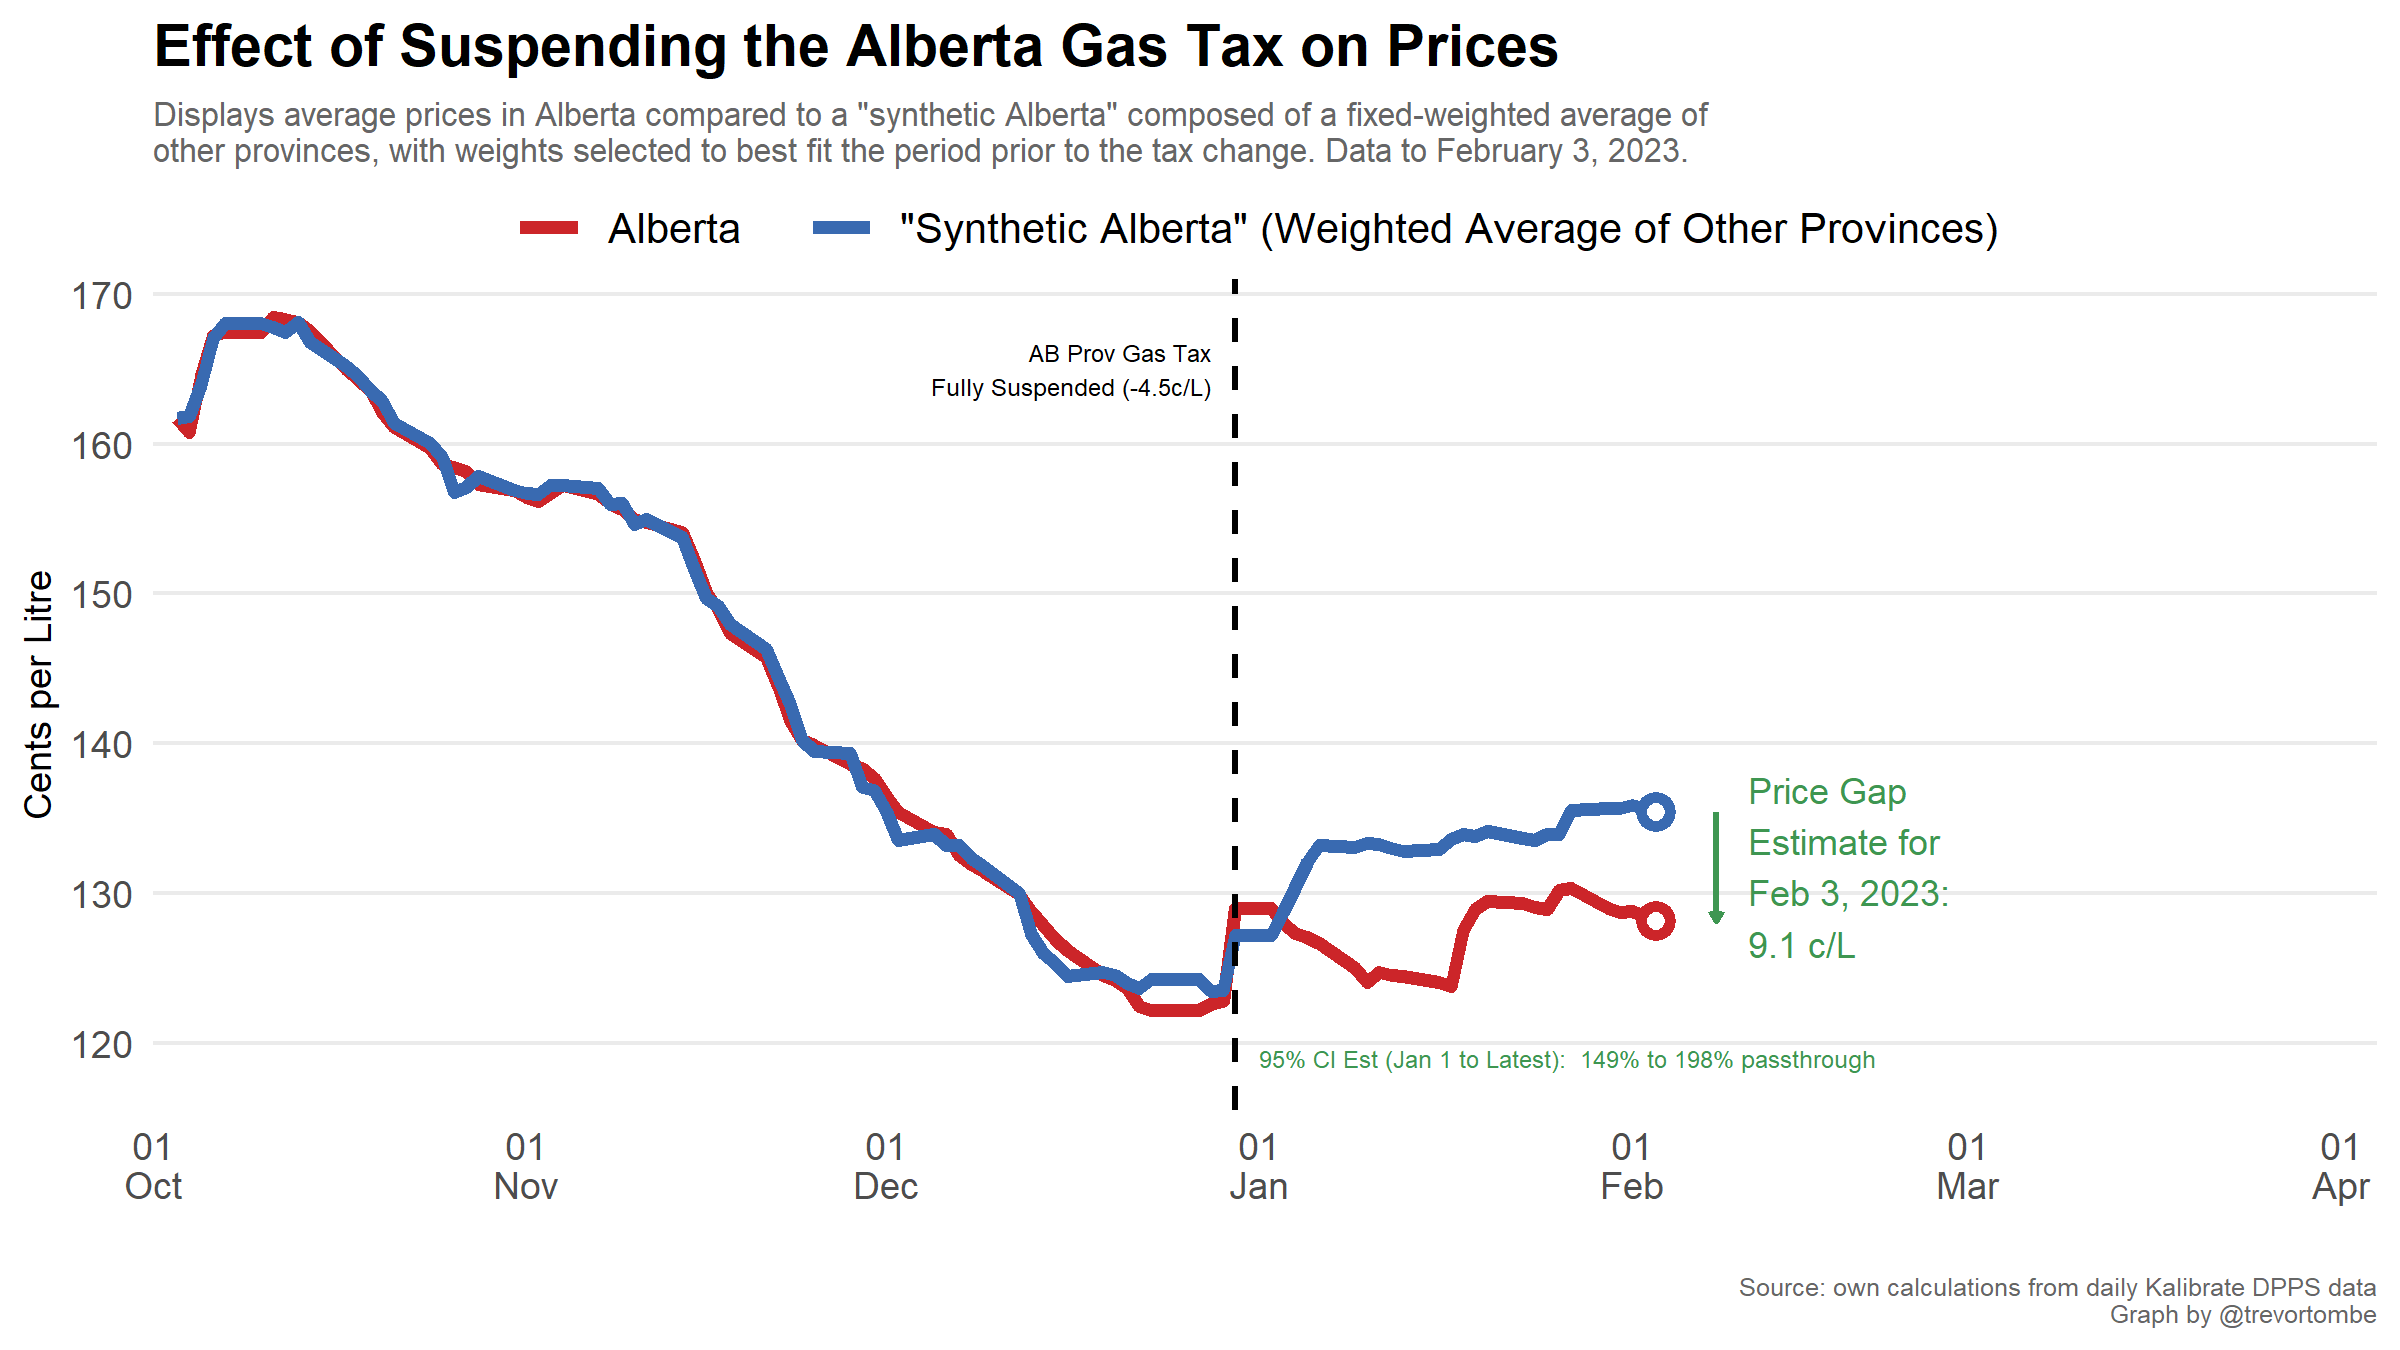 Effect of Suspending the Alberta Gas Tax on Prices
Displays average prices in Alberta compared to a "synthetic Alberta" composed of a fixed-weighted average of
other provinces, with weights selected to best fit the period prior to the tax change. Data to February 3, 2023.
Alberta
"Synthetic Alberta" (Weighted Average of Other Provinces)
Cents per Litre
170
160
150
140
130
120
AB Prov Gas Tax
Fully Suspended (-4.5c/L)
Price Gap
Estimate for
Feb 3, 2023:
9.1 c/L
95% CI Est (Jan 1 to Latest):  149% to 198% passthrough
01
Oct
01
Nov
01
Dec
01
Jan
01
Feb
01
Mar
01
Apr
Source: own calculations from daily Kalibrate DPPS data
Graph by @trevortombe